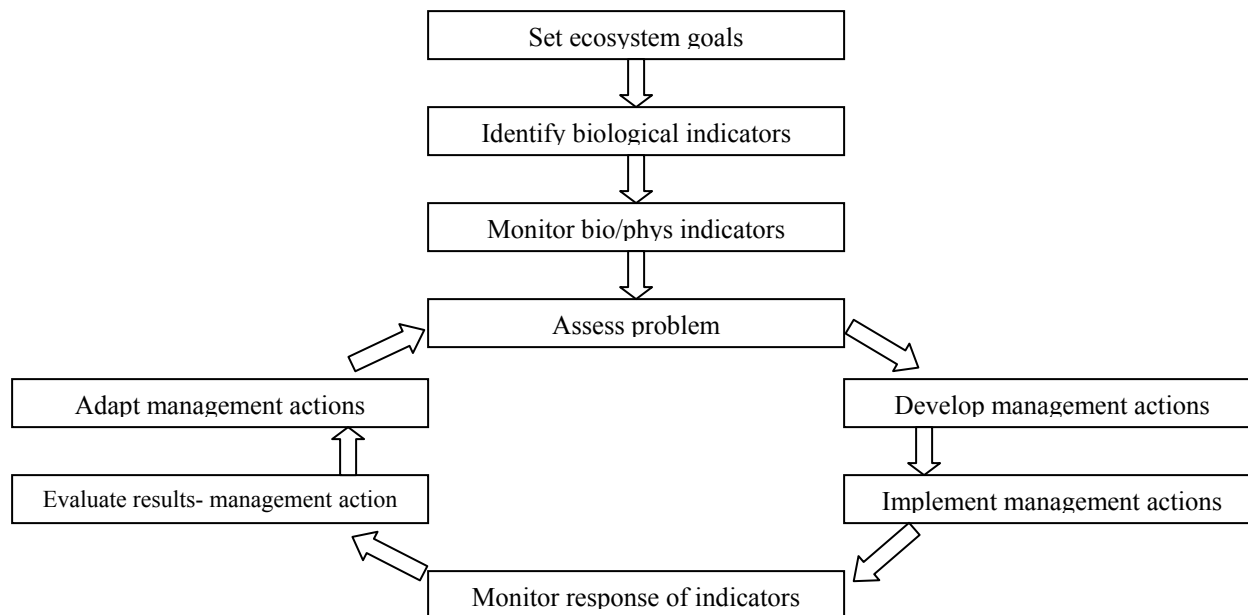 Set ecosystem goals
Identify biological indicators
Monitor bio/phys indicators
Assess problem
Adapt management actions
Develop management actions
Evaluate results- management action
Implement management actions
Monitor response of indicators